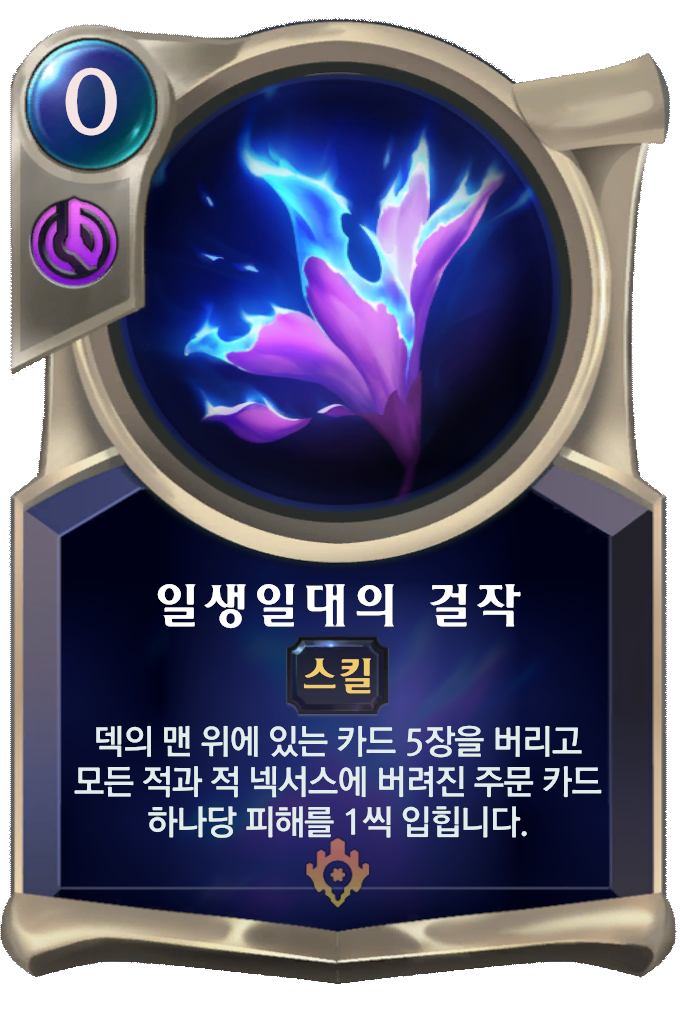 0
일생일대의 걸작
스킬
덱의 맨 위에 있는 카드 5장을 버리고
모든 적과 적 넥서스에 버려진 주문 카드
하나당 피해를 1씩 입힙니다.